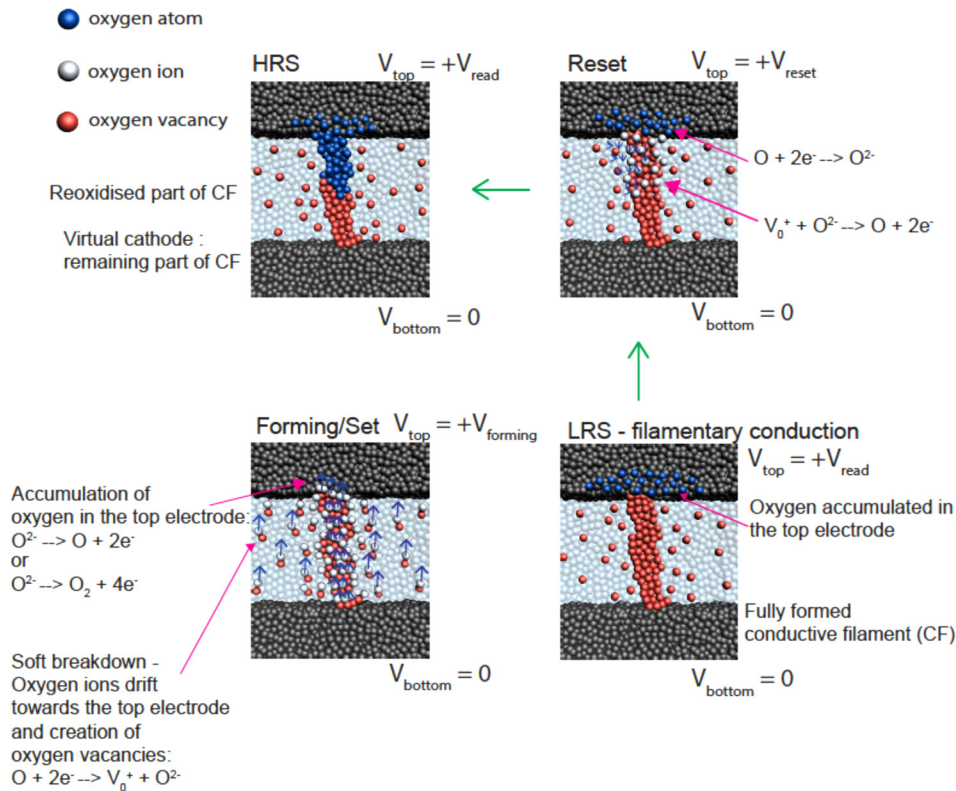 oxygen atom
oxygen ion
oxygen vacancy
HRS
V_top = +V_read
Reoxidised part of CF
Virtual cathode :
remaining part of CF
V_bottom = 0
Reset
V_top = +V_reset
O + 2e⁻ --> O²⁻
V₀⁺ + O²⁻ --> O + 2e⁻
V_bottom = 0
Forming/Set
V_top = +V_forming
Accumulation of
oxygen in the top electrode:
O²⁻ --> O + 2e⁻
or
O²⁻ --> O₂ + 4e⁻
Soft breakdown -
Oxygen ions drift
towards the top electrode
and creation of
oxygen vacancies:
O + 2e⁻ --> V₀⁺ + O²⁻
V_bottom = 0
LRS - filamentary conduction
V_top = +V_read
Oxygen accumulated in
the top electrode
Fully formed
conductive filament (CF)
V_bottom = 0